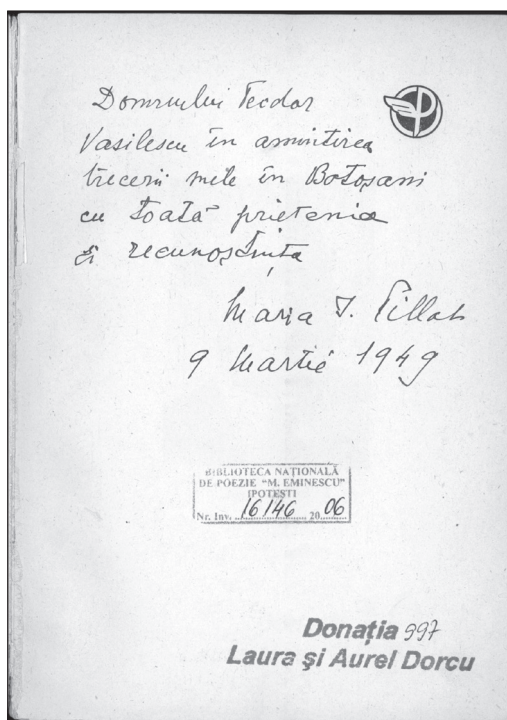 Domnului Teodor
Vasilescu în amintirea
trecerii mele în Botoșani
cu toată prietenia
și recunoștința
Maria I. Pillat
9 Martie 1949
BIBLIOTECA NAȚIONALĂ
DE POEZIE "M. EMINESCU"
IPOTEȘTI
Nr. Inv. 16146 20 06
Donația 997
Laura și Aurel Dorcu